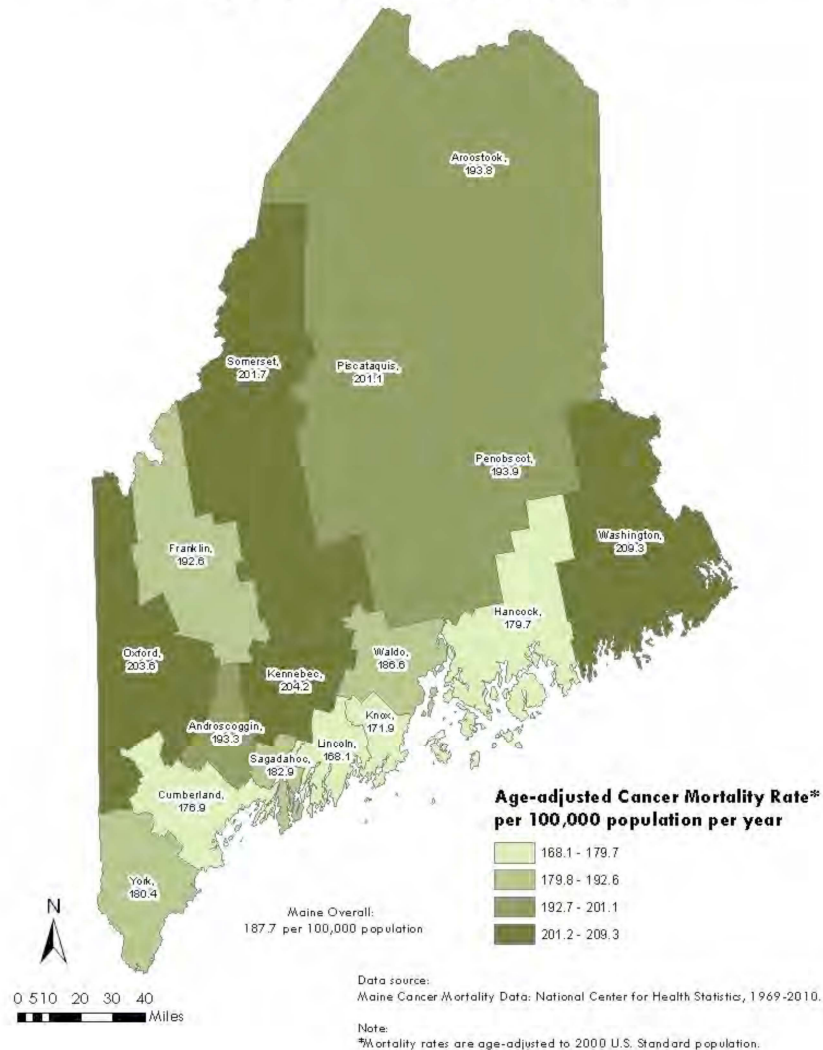 Aroostook,
193.8
Somerset,
201.7
Piscataquis,
201.1
Penobscot,
193.9
Washington,
209.3
Franklin,
192.6
Hancock,
179.7
Oxford,
203.6
Kennebec,
204.2
Waldo,
186.6
Androscoggin,
193.3
Knox,
171.9
Lincoln,
168.1
Sagadahoc,
182.9
Cumberland,
176.9
York,
180.4
Age-adjusted Cancer Mortality Rate*
per 100,000 population per year
168.1 - 179.7
179.8 - 192.6
192.7 - 201.1
201.2 - 209.3
N
Maine Overall:
187.7 per 100,000 population
0 510 20 30 40
Miles
Data source:
Maine Cancer Mortality Data: National Center for Health Statistics, 1969-2010.
Note:
*Mortality rates are age-adjusted to 2000 U.S. Standard population.